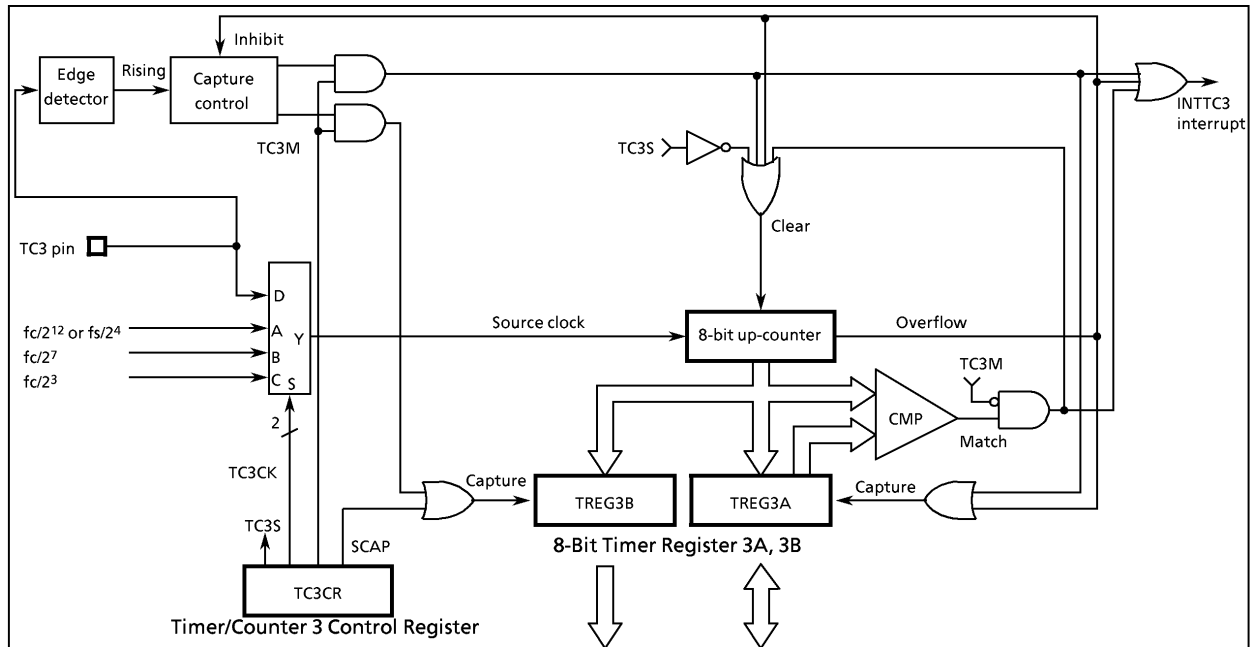 Inhibit
Edge
detector
Rising
Capture
control
TC3M
INTTC3
interrupt
TC3S
Clear
TC3 pin
D
fc/2¹² or fs/2⁴
A
Y
fc/2⁷
B
fc/2³
C
S
Source clock
8-bit up-counter
Overflow
2
TC3CK
TC3M
CMP
Match
Capture
TREG3B
TREG3A
Capture
TC3S
SCAP
8-Bit Timer Register 3A, 3B
TC3CR
Timer/Counter 3 Control Register